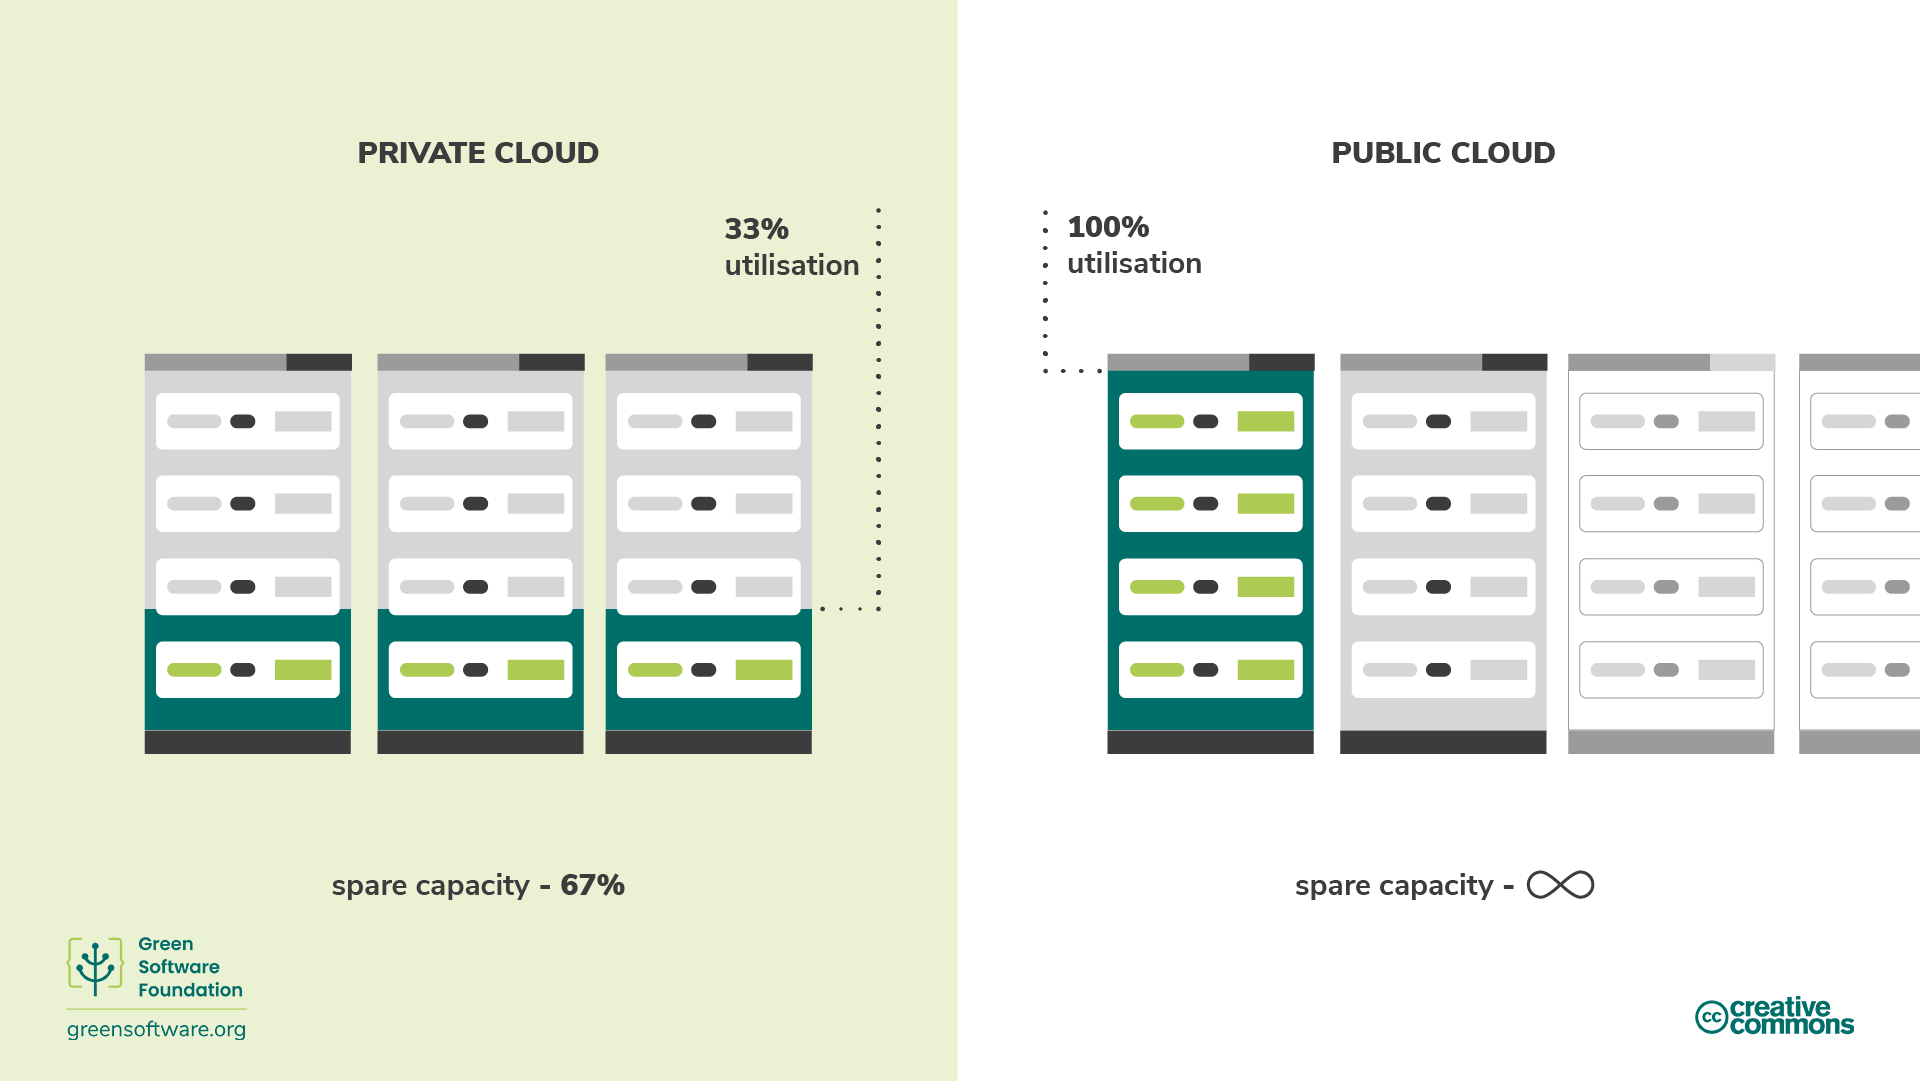 PRIVATE CLOUD
33%
utilisation
spare capacity - 67%
Green
Software
Foundation
greensoftware.org
PUBLIC CLOUD
100%
utilisation
spare capacity - ∞
cc creative
commons